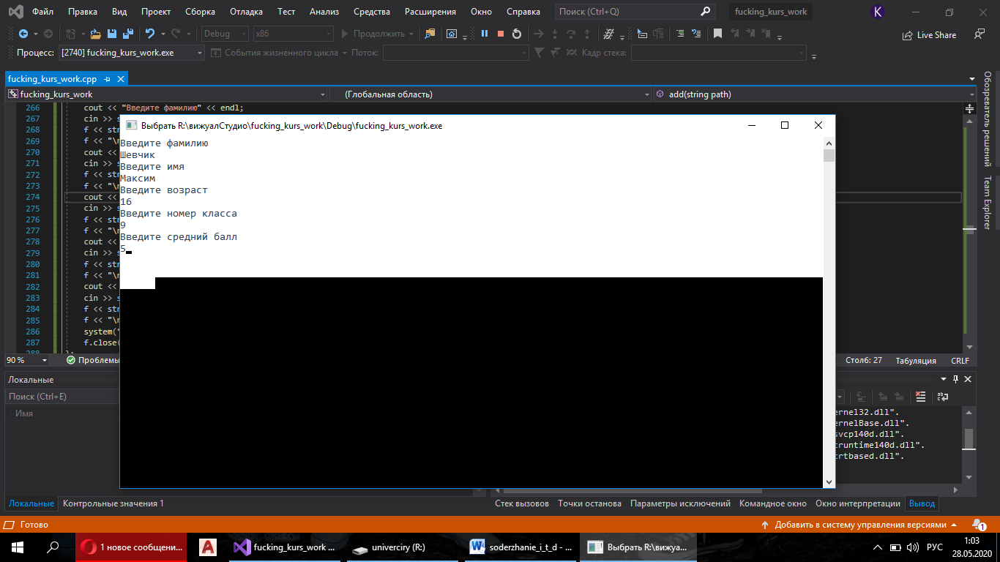 Файл Правка Вид Проект Сборка Отладка Тест Анализ Средства Расширения Окно Справка Поиск (Ctrl+Q) fucking_kurs_work K
Debug x86 Продолжить Live Share
Процесс: [2740] fucking_kurs_work.exe События жизненного цикла Поток: Кадр стека:
fucking_kurs_work.cpp
fucking_kurs_work (Глобальная область) add(string path)
266 cout << "Введите фамилию" << endl;
267 cin >> s
268 f << str
269 f << "\n
270 cout <<
271 cin >> s
272 f << str
273 f << "\n
274 cout <<
275 cin >> s
276 f << str
277 f << "\n
278 cout <<
279 cin >> s
280 f << str
281 f << "\n
282 cout <<
283 cin >> s
284 f << str
285 f << "\n
286 system("
287 f.close(
288 };
Выбрать R:\вижуалСтудио\fucking_kurs_work\Debug\fucking_kurs_work.exe
Введите фамилию
Шевчик
Введите имя
Максим
Введите возраст
16
Введите номер класса
9
Введите средний балл
5
90 % Проблемы Столб: 27 Табуляция CRLF
Локальные
Поиск (Ctrl+E)
Имя
ernel32.dll".
ernelBase.dll".
svcp140d.dll".
cruntime140d.dll".
crtbased.dll".
Локальные Контрольные значения 1 Стек вызовов Точки останова Параметры исключений Командное окно Окно интерпретации Вывод
Обозреватель решений
Team Explorer
Готово Добавить в систему управления версиями 1
1 новое сообщени... fucking_kurs_work ... univerciry (R:) soderzhanie_i_t_d - ... Выбрать R:\вижуа... РУС 1:03
28.05.2020